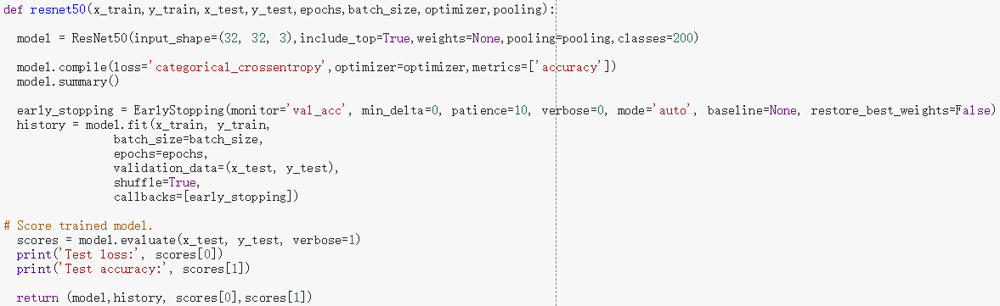 def resnet50(x_train,y_train,x_test,y_test,epochs,batch_size,optimizer,pooling):
model = ResNet50(input_shape=(32, 32, 3),include_top=True,weights=None,pooling=pooling,classes=200)
model.compile(loss='categorical_crossentropy',optimizer=optimizer,metrics=['accuracy'])
model.summary()
early_stopping = EarlyStopping(monitor='val_acc', min_delta=0, patience=10, verbose=0, mode='auto', baseline=None, restore_best_weights=False)
history = model.fit(x_train, y_train,
batch_size=batch_size,
epochs=epochs,
validation_data=(x_test, y_test),
shuffle=True,
callbacks=[early_stopping])
# Score trained model.
scores = model.evaluate(x_test, y_test, verbose=1)
print('Test loss:', scores[0])
print('Test accuracy:', scores[1])
return (model,history, scores[0],scores[1])